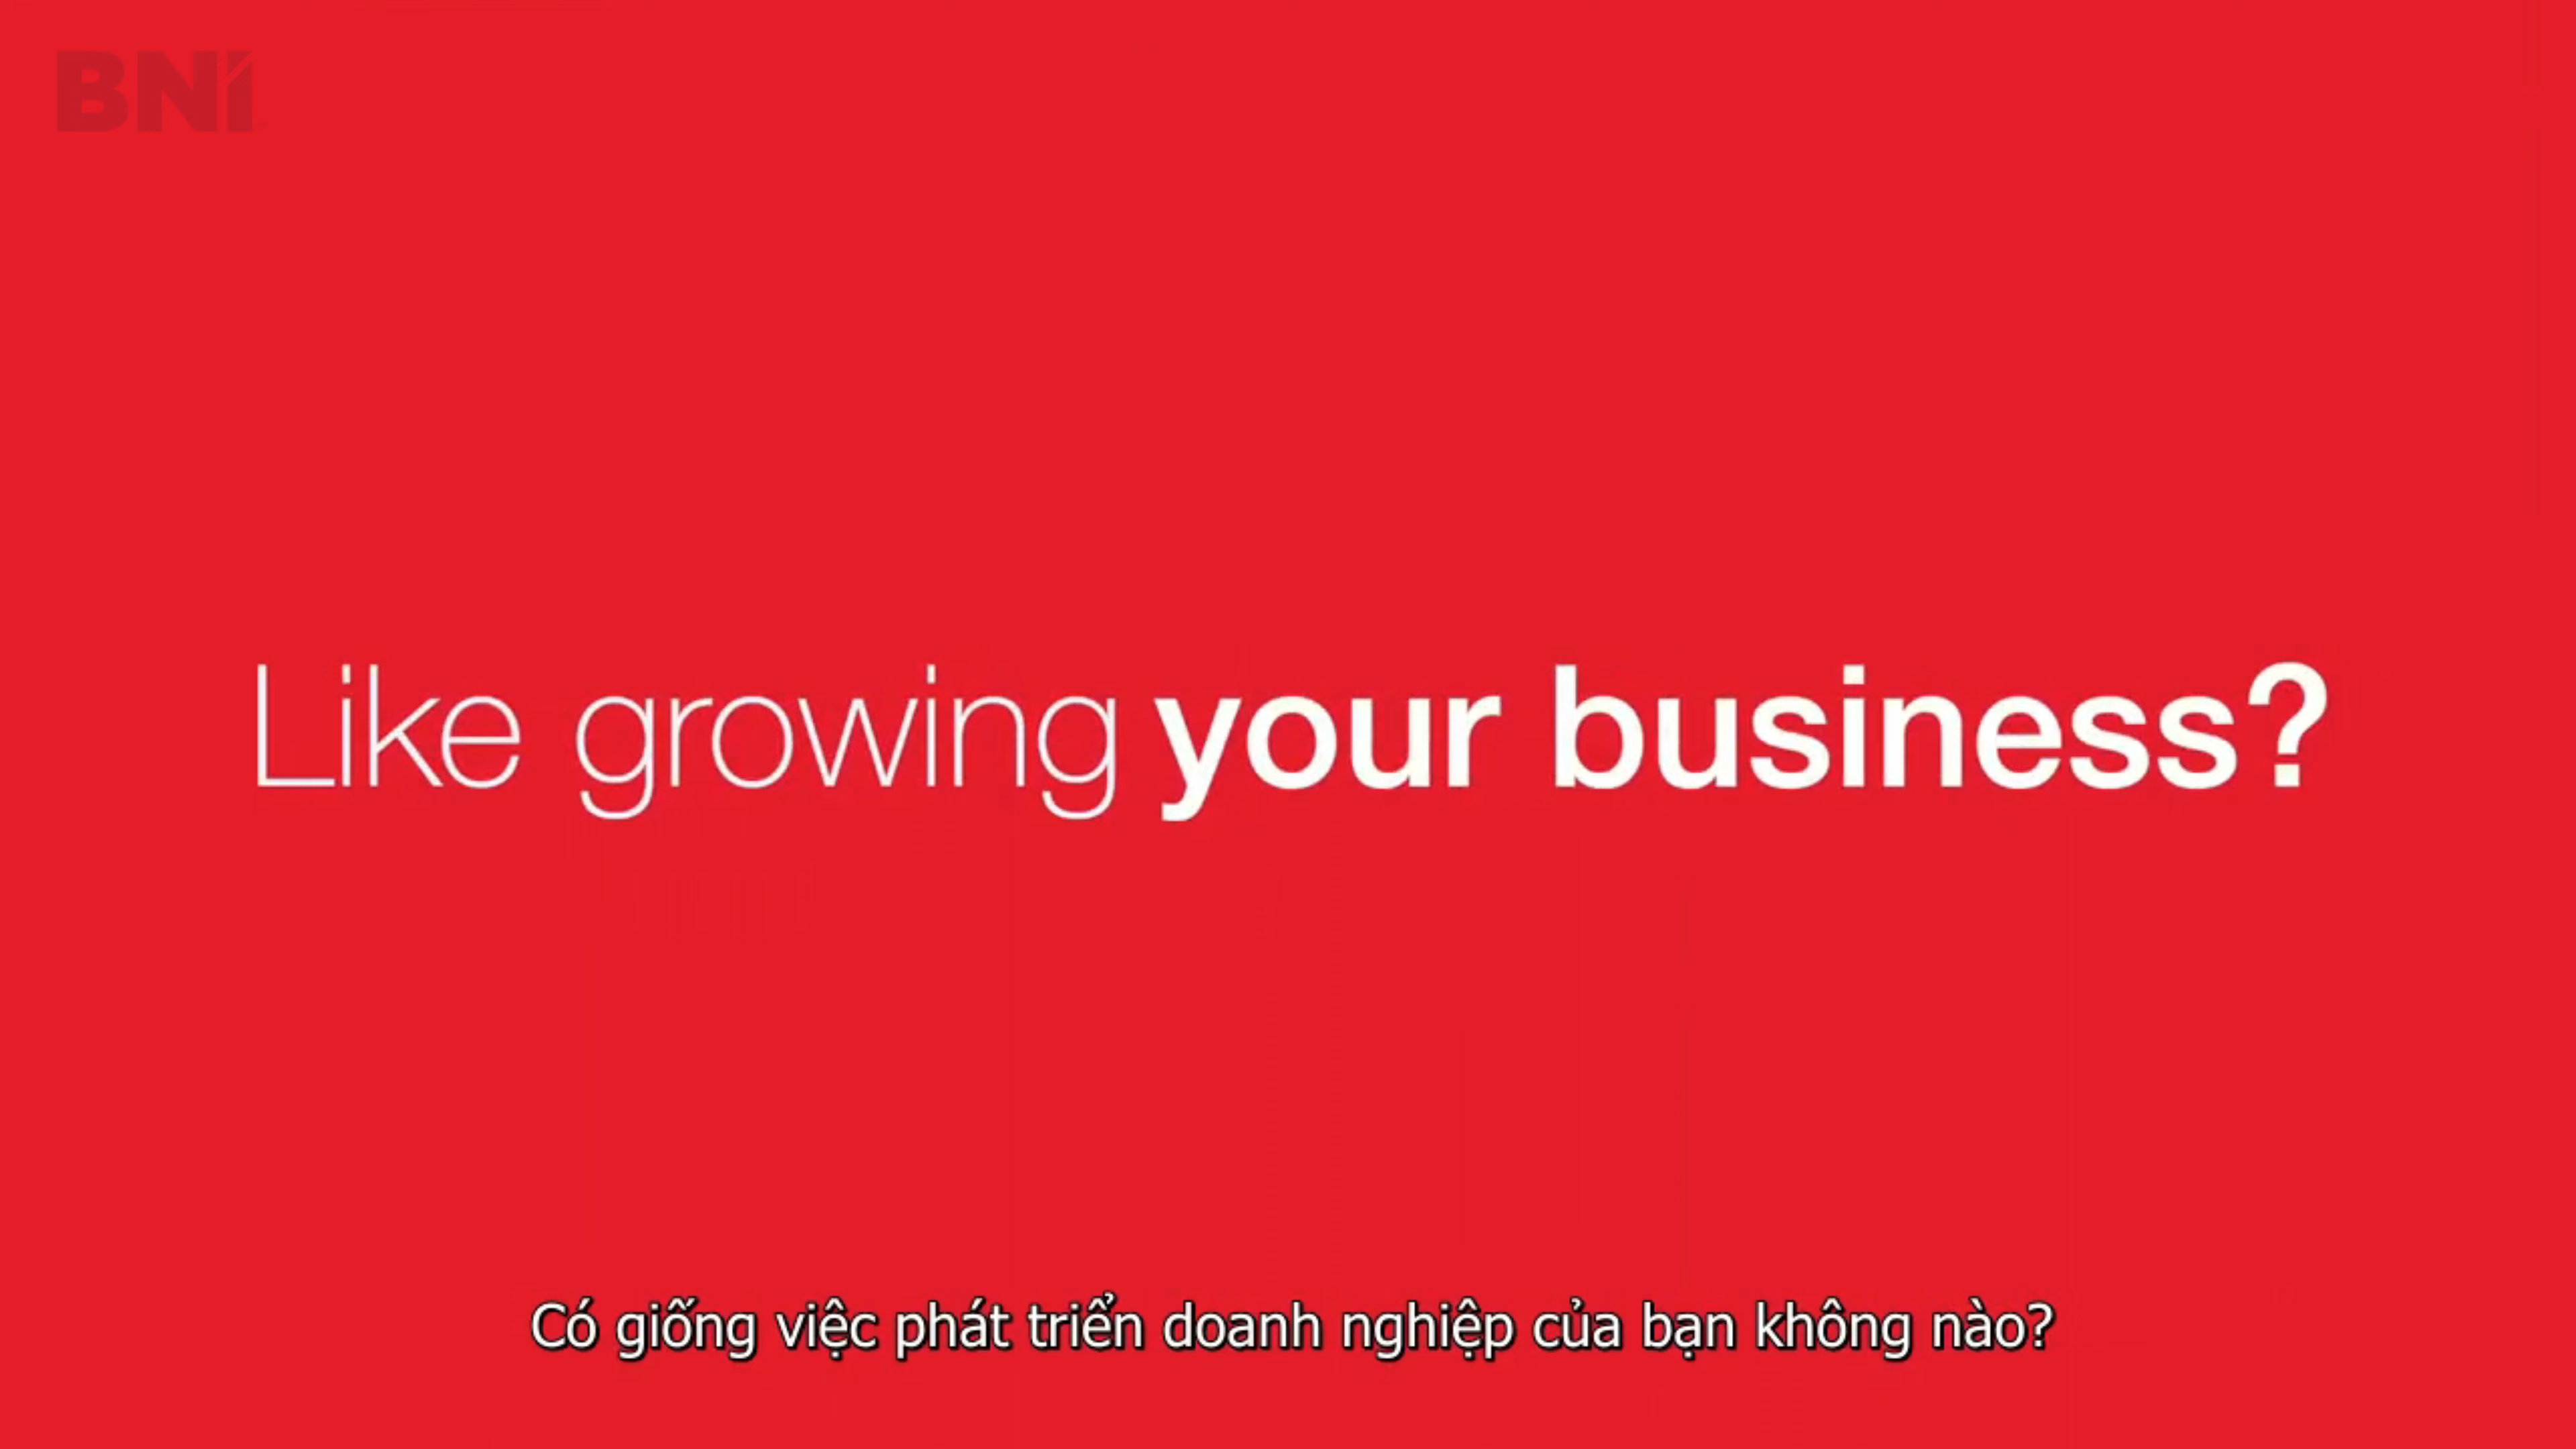 BNI
Like growing your business?
Có giống việc phát triển doanh nghiệp của bạn không nào?